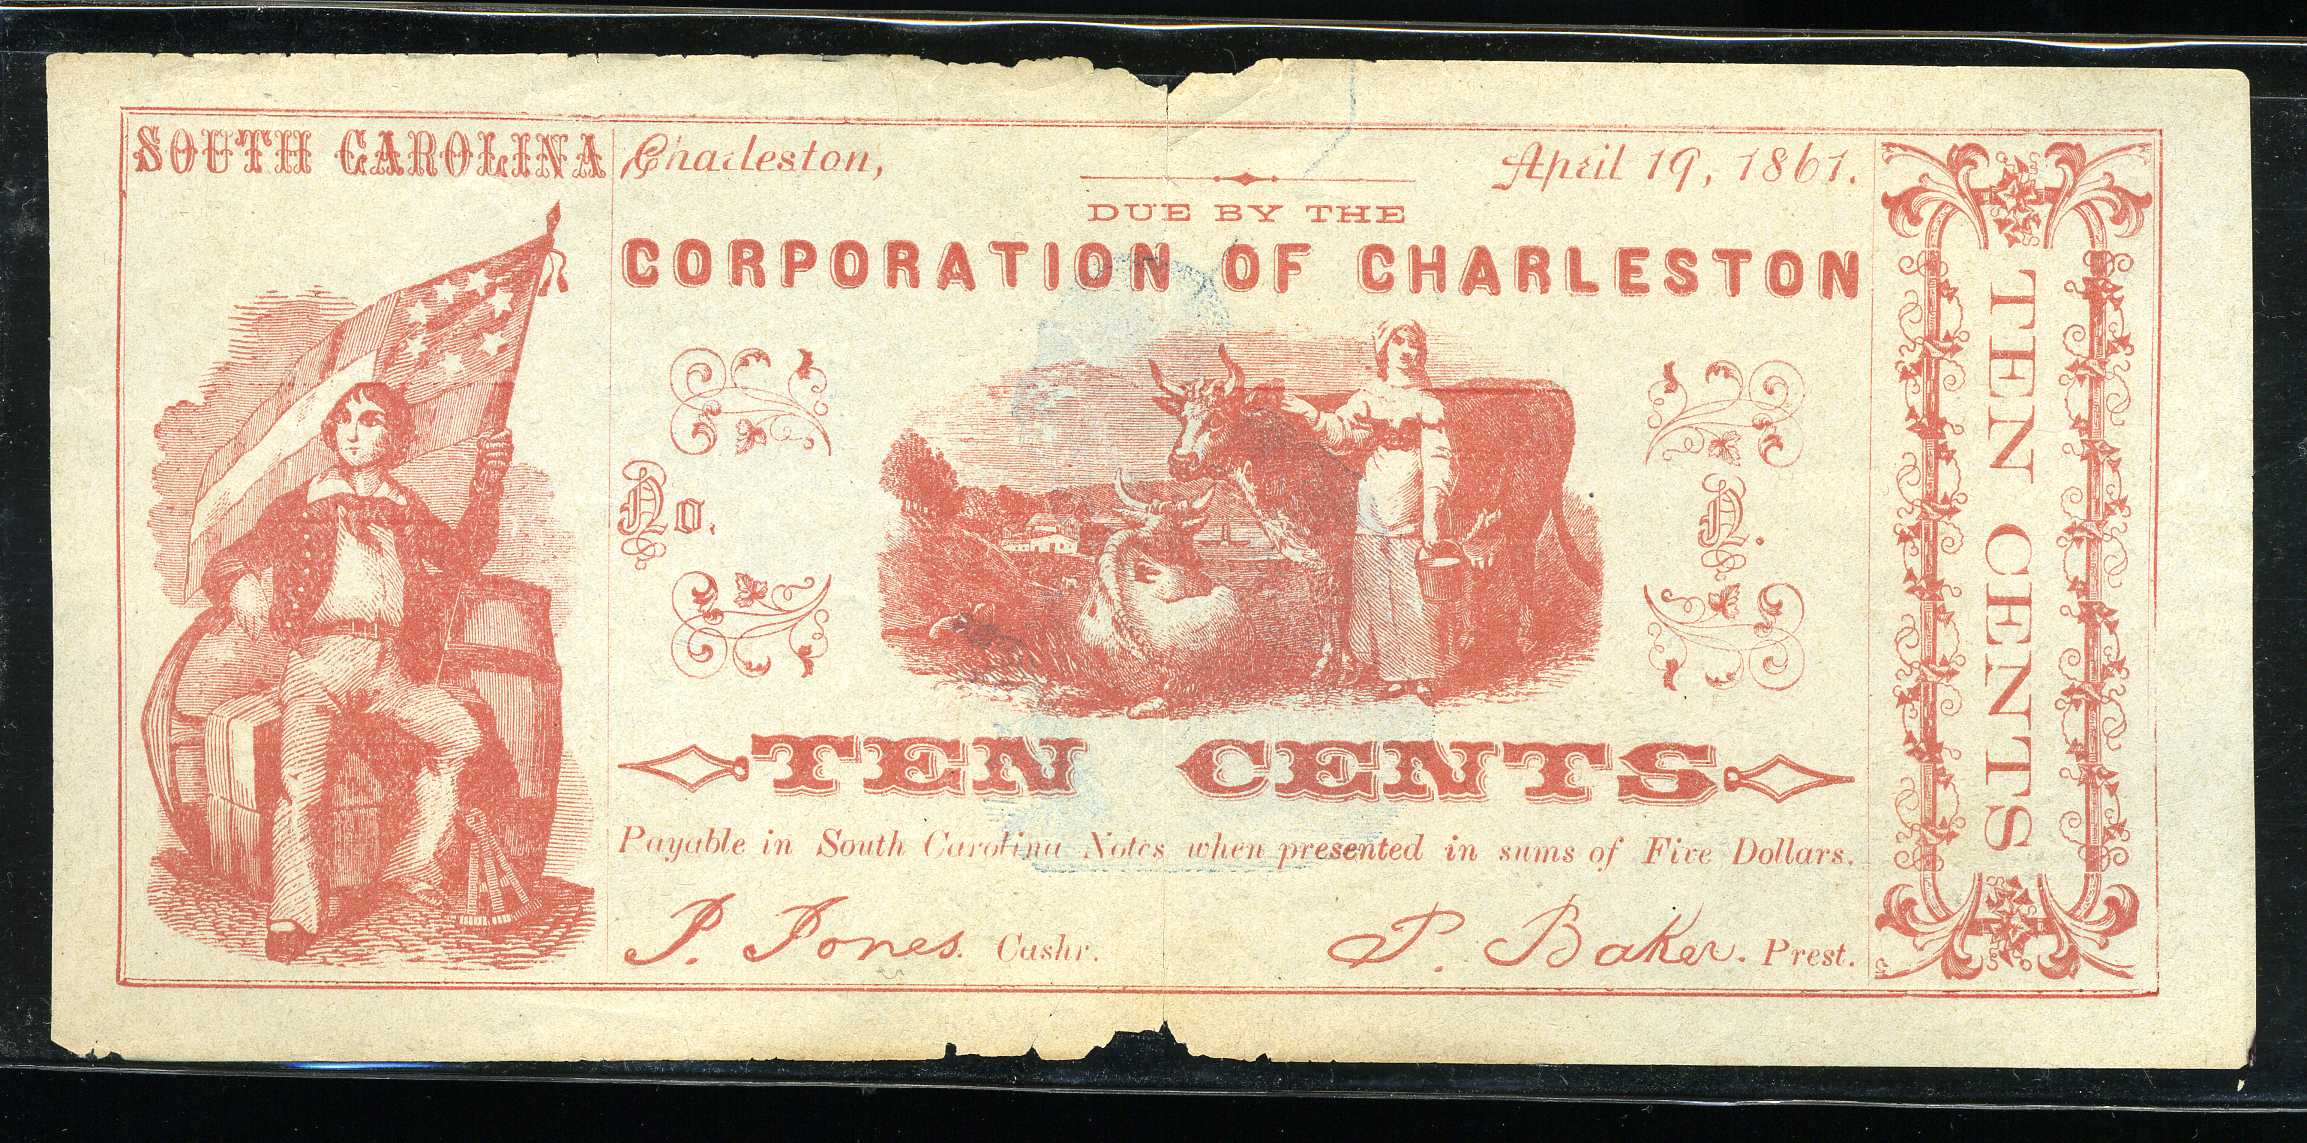 SOUTH CAROLINA
Charleston, April 19, 1861.
DUE BY THE
CORPORATION OF CHARLESTON
No. N.
TEN CENTS
Payable in South Carolina Notes when presented in sums of Five Dollars.
J. Jones. Cashr. P. Baker. Prest.
TEN CENTS